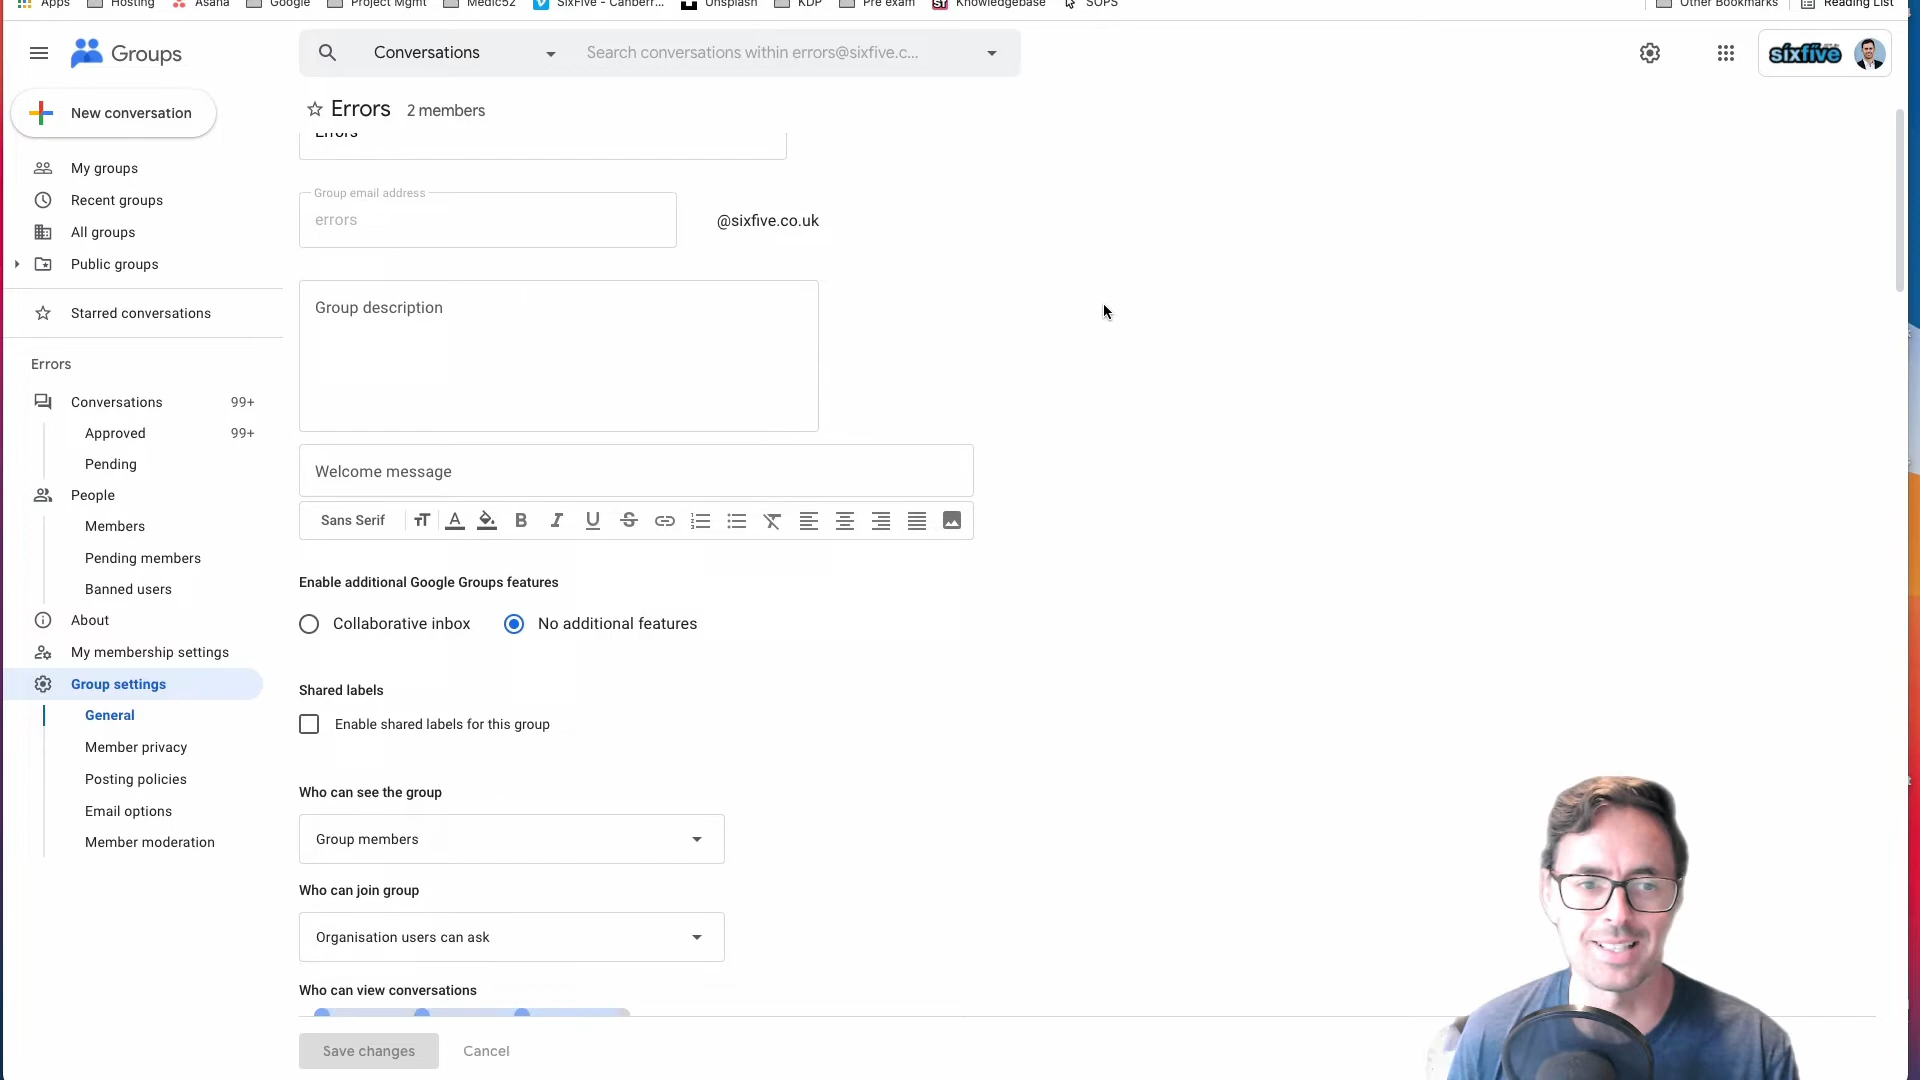 Apps Hosting Asana Google Project Mgmt Medic52 SixFive - Canberr... Unsplash KDP Pre exam Knowledgebase SOPS Other Bookmarks Reading List
Groups
Conversations
Search conversations within errors@sixfive.c...
sixfive
New conversation
My groups
Recent groups
All groups
Public groups
Starred conversations
Errors
Conversations 99+
Approved 99+
Pending
People
Members
Pending members
Banned users
About
My membership settings
Group settings
General
Member privacy
Posting policies
Email options
Member moderation
Errors 2 members
Errors
Group email address
errors
@sixfive.co.uk
Group description
Welcome message
Sans Serif
Enable additional Google Groups features
Collaborative inbox No additional features
Shared labels
Enable shared labels for this group
Who can see the group
Group members
Who can join group
Organisation users can ask
Who can view conversations
Save changes Cancel